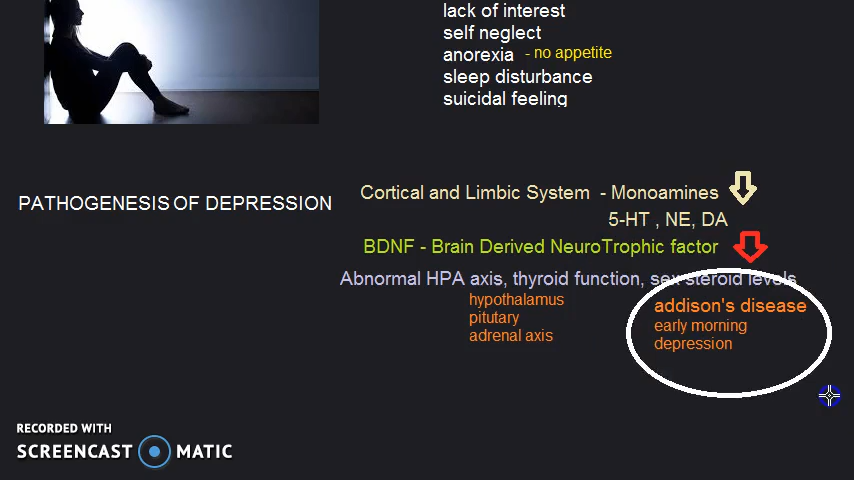 lack of interest
self neglect
anorexia - no appetite
sleep disturbance
suicidal feeling
PATHOGENESIS OF DEPRESSION
Cortical and Limbic System - Monoamines
5-HT , NE, DA
BDNF - Brain Derived NeuroTrophic factor
Abnormal HPA axis, thyroid function, sex steroid levels
hypothalamus
pitutary
adrenal axis
addison's disease
early morning
depression
RECORDED WITH
SCREENCAST MATIC